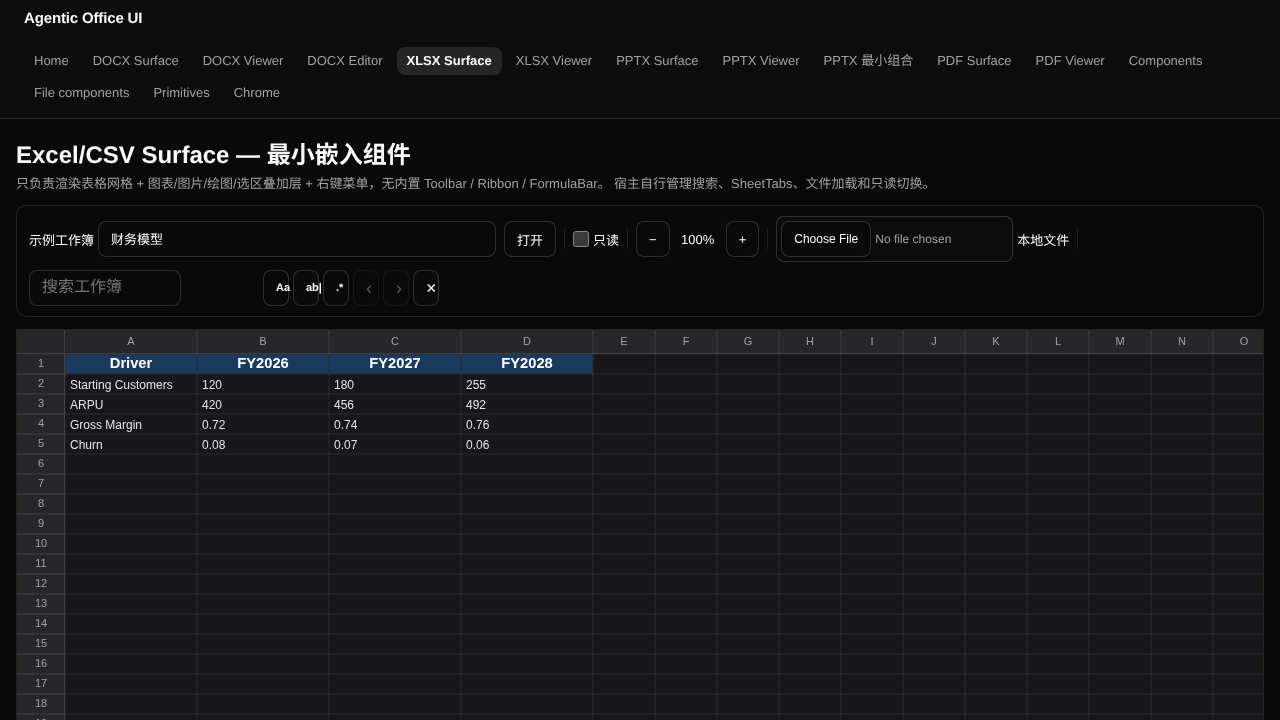 Agentic Office UI
Home DOCX Surface DOCX Viewer DOCX Editor XLSX Surface XLSX Viewer PPTX Surface PPTX Viewer PPTX 最小组合 PDF Surface PDF Viewer Components
File components Primitives Chrome
Excel/CSV Surface — 最小嵌入组件
只负责渲染表格网格 + 图表/图片/绘图/选区叠加层 + 右键菜单，无内置 Toolbar / Ribbon / FormulaBar。 宿主自行管理搜索、SheetTabs、文件加载和只读切换。
示例工作簿 财务模型 打开 只读 − 100% + Choose File No file chosen 本地文件
搜索工作簿 Aa ab| .* ‹ › ✕
A B C D E F G H I J K L M N O
1 Driver FY2026 FY2027 FY2028
2 Starting Customers 120 180 255
3 ARPU 420 456 492
4 Gross Margin 0.72 0.74 0.76
5 Churn 0.08 0.07 0.06
6
7
8
9
10
11
12
13
14
15
16
17
18